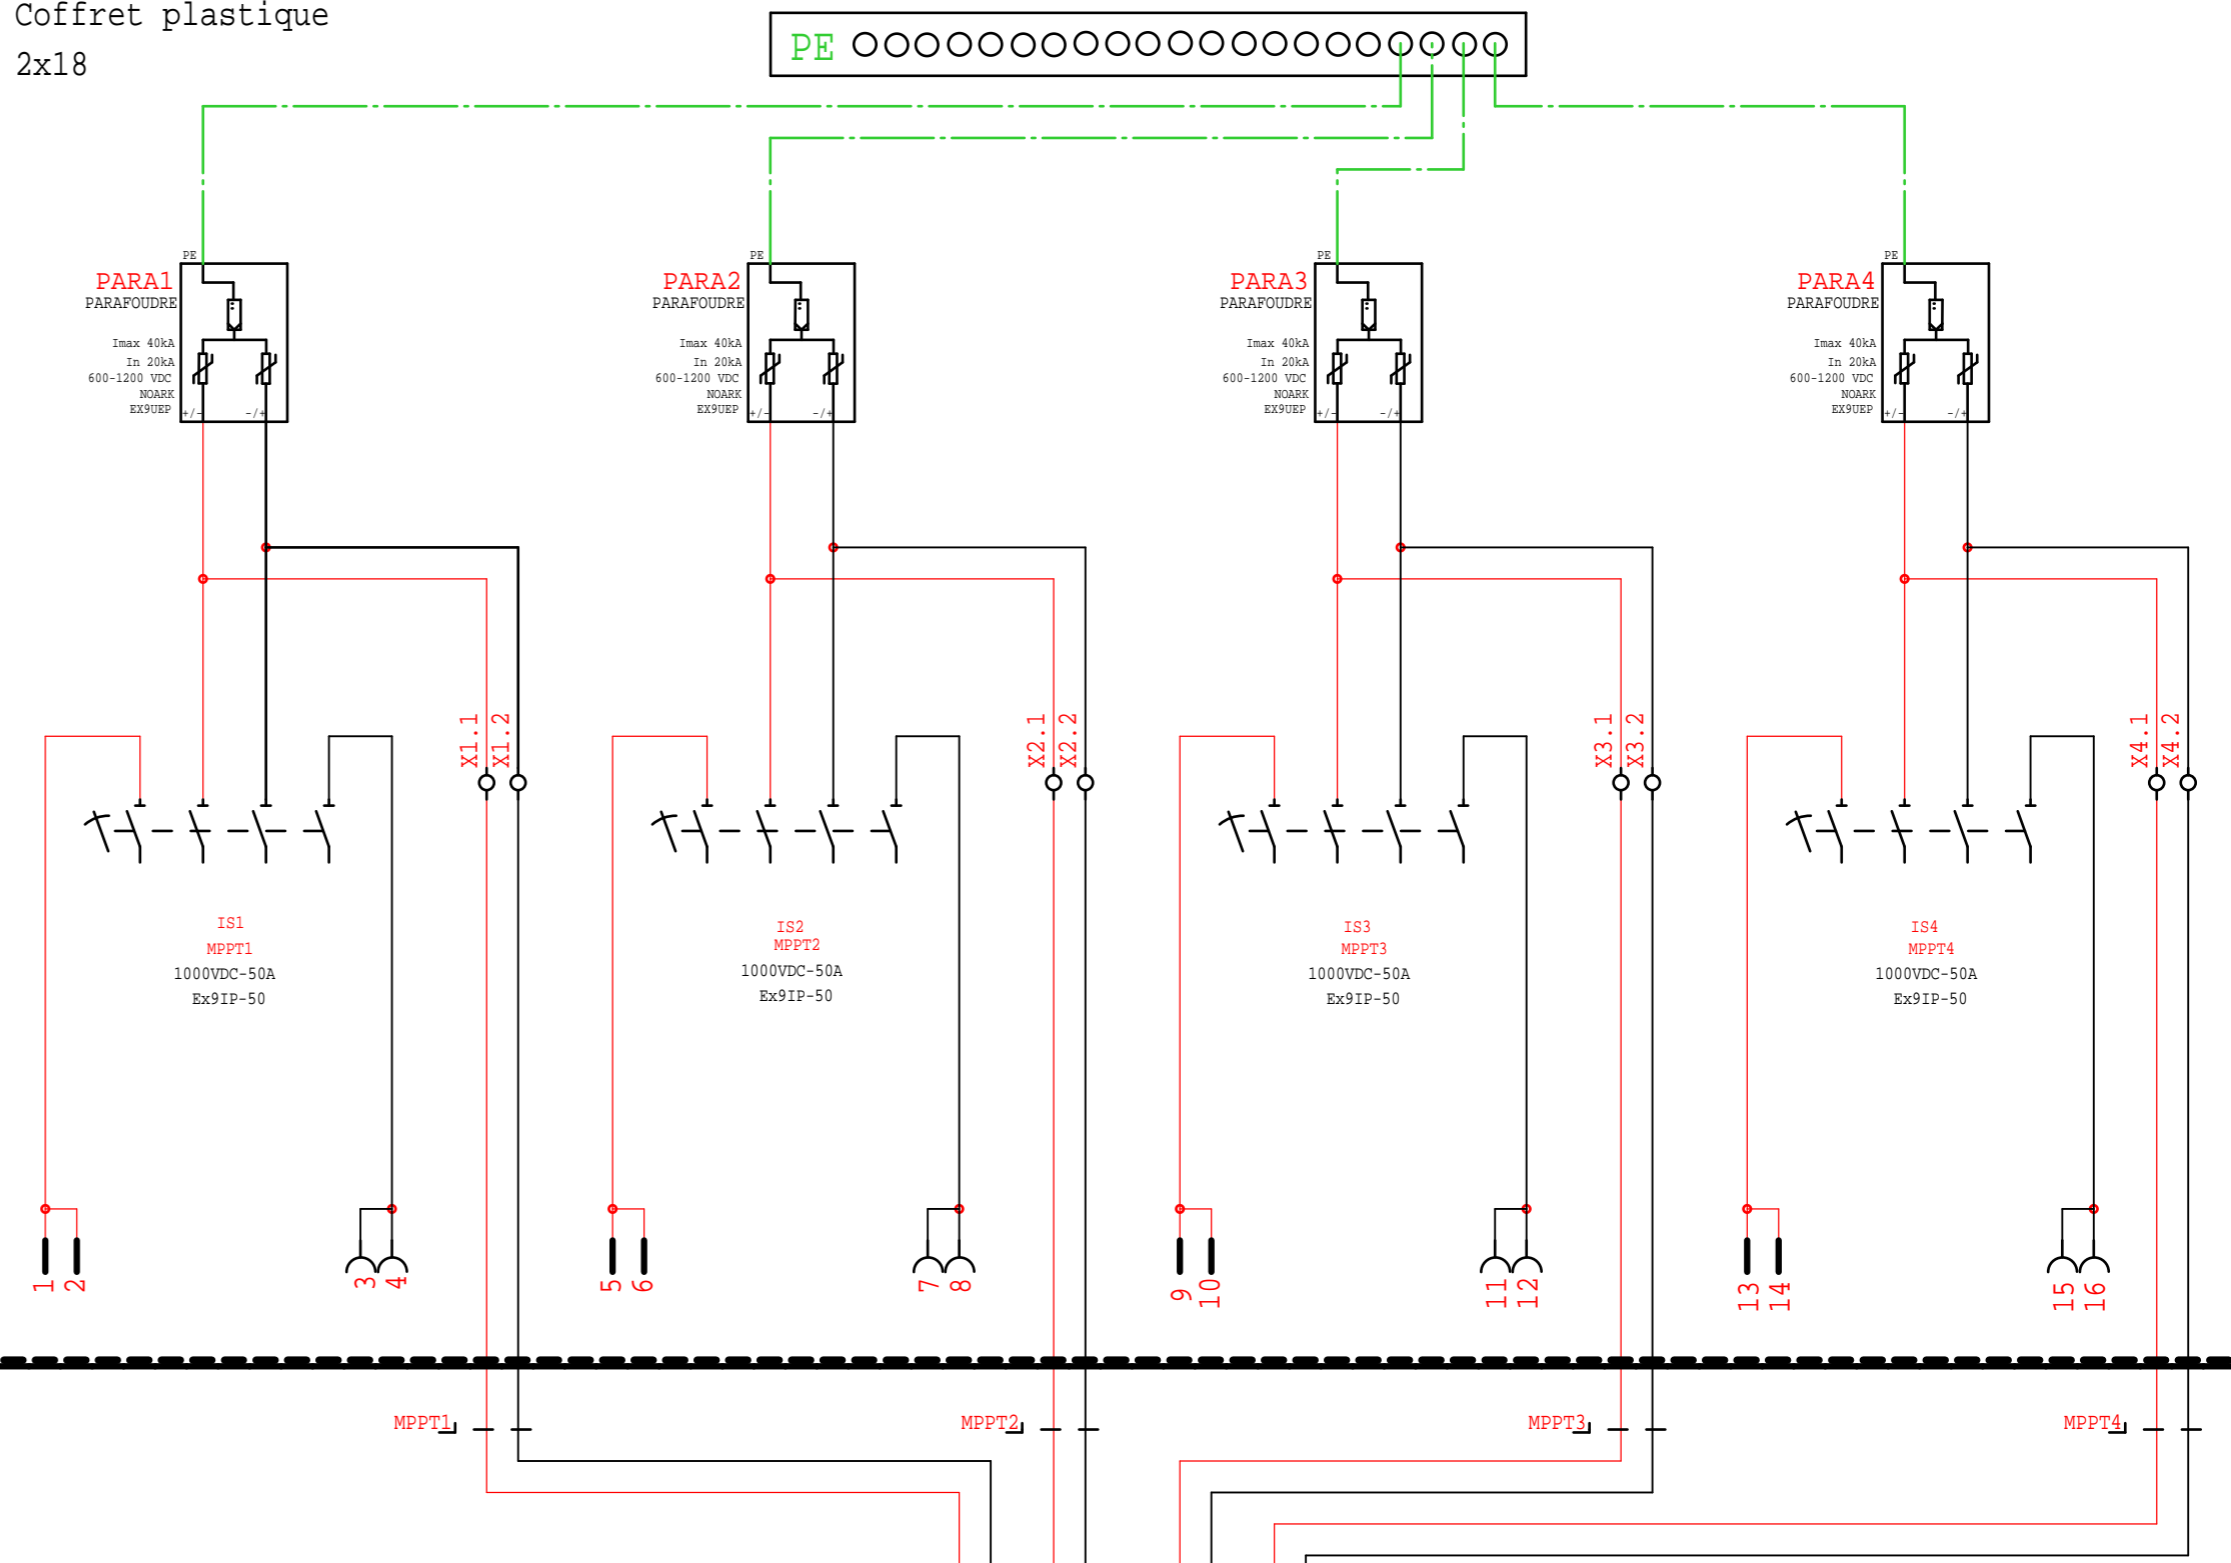 Coffret plastique
2x18
PE
PE
PARA1
PARAFOUDRE
Imax 40kA
In 20kA
600-1200 VDC
NOARK
EX9UEP
+/-
-/+
PE
PARA2
PARAFOUDRE
Imax 40kA
In 20kA
600-1200 VDC
NOARK
EX9UEP
+/-
-/+
PE
PARA3
PARAFOUDRE
Imax 40kA
In 20kA
600-1200 VDC
NOARK
EX9UEP
+/-
-/+
PE
PARA4
PARAFOUDRE
Imax 40kA
In 20kA
600-1200 VDC
NOARK
EX9UEP
+/-
-/+
X1.1
X1.2
X2.1
X2.2
X3.1
X3.2
X4.1
X4.2
IS1
MPPT1
1000VDC-50A
Ex9IP-50
IS2
MPPT2
1000VDC-50A
Ex9IP-50
IS3
MPPT3
1000VDC-50A
Ex9IP-50
IS4
MPPT4
1000VDC-50A
Ex9IP-50
1
2
3
4
5
6
7
8
9
10
11
12
13
14
15
16
MPPT1
MPPT2
MPPT3
MPPT4